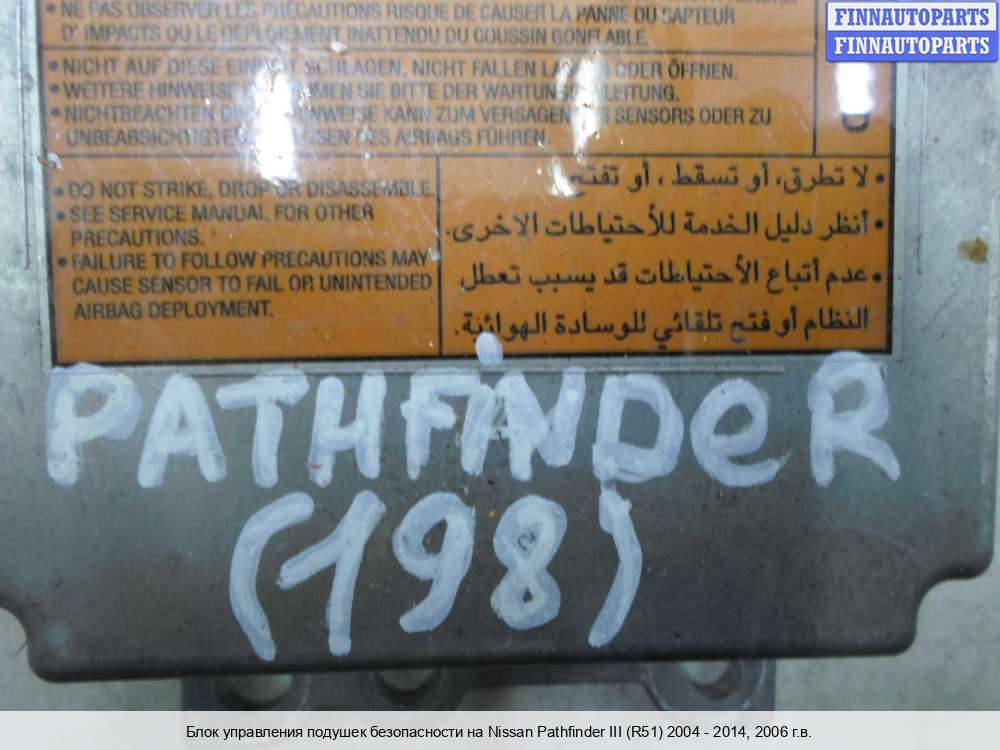 FINNAUTOPARTS
FINNAUTOPARTS
• NE PAS OBSERVER LES PRÉCAUTIONS RISQUE DE CAUSER LA PANNE DU CAPTEUR
D' IMPACTS OU LE DÉPLOIEMENT INATTENDU DU COUSSIN GONFLABLE.
• NICHT AUF DIESE EINHEIT SCHLAGEN, NICHT FALLEN LASSEN ODER ÖFFNEN.
• WEITERE HINWEISE ENTNEHMEN SIE BITTE DER WARTUNGSANLEITUNG.
• NICHTBEACHTEN DIESER HINWEISE KANN ZUM VERSAGEN DES SENSORS ODER ZU
UNBEABSICHTIGTEM AUSLÖSEN DES AIRBAGS FÜHREN.
• DO NOT STRIKE, DROP OR DISASSEMBLE.
• SEE SERVICE MANUAL FOR OTHER
PRECAUTIONS.
• FAILURE TO FOLLOW PRECAUTIONS MAY
CAUSE SENSOR TO FAIL OR UNINTENDED
AIRBAG DEPLOYMENT.
• لا تطرق، أو تسقط ، أو تفتح
• أنظر دليل الخدمة للأحتياطات الاخرى.
• عدم أتباع الأحتياطات قد يسبب تعطل
النظام أو فتح تلقائي للوسادة الهوائية.
PATHFINDeR
(198)
Блок управления подушек безопасности на Nissan Pathfinder III (R51) 2004 - 2014, 2006 г.в.